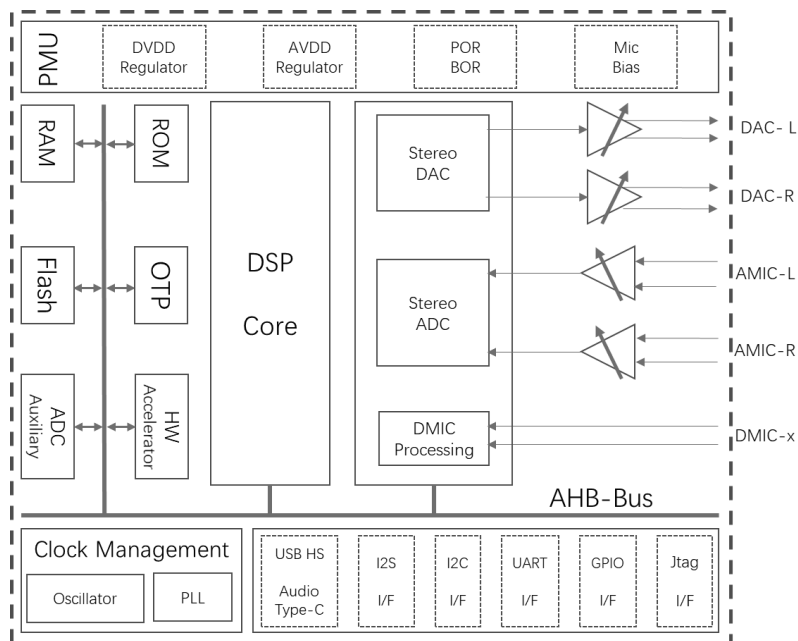 PMU
DVDD
Regulator
AVDD
Regulator
POR
BOR
Mic
Bias
RAM
ROM
Flash
OTP
ADC
Auxiliary
HW
Accelerator
DSP
Core
Stereo
DAC
Stereo
ADC
DMIC
Processing
DAC- L
DAC-R
AMIC-L
AMIC-R
DMIC-x
AHB-Bus
Clock Management
Oscillator
PLL
USB HS
Audio
Type-C
I2S
I/F
I2C
I/F
UART
I/F
GPIO
I/F
Jtag
I/F